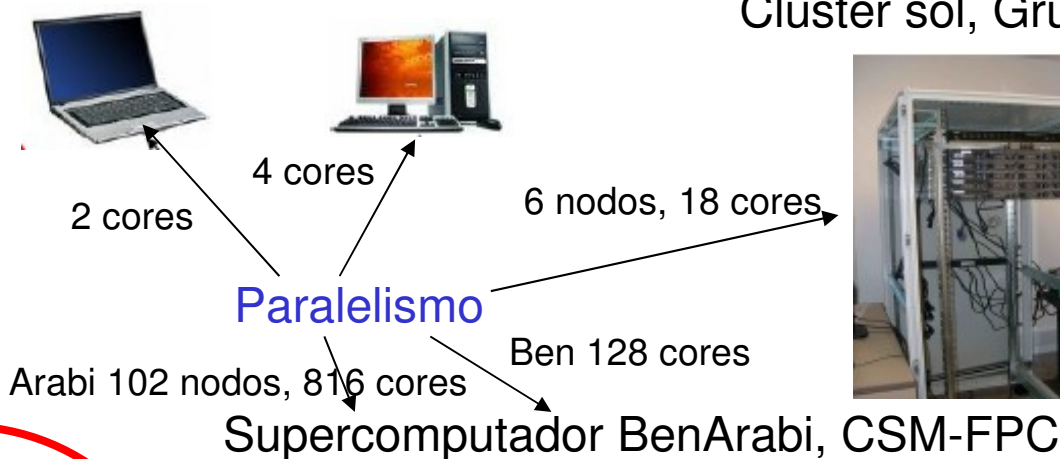 Cluster sol,
4 cores
2 cores
6 nodos, 18 cores
Paralelismo
Ben 128 cores
Arabi 102 nodos, 816 cores
Supercomputador BenArabi, CSM-FPC